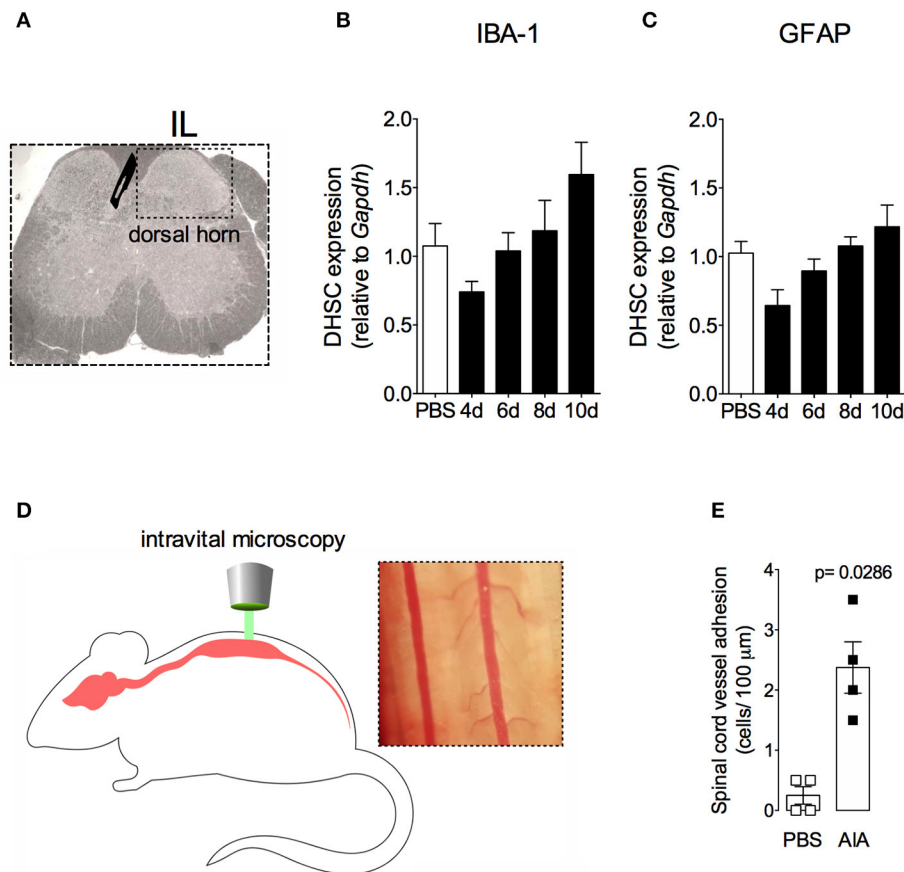 A
IL
dorsal horn
B
IBA-1
DHSC expression
(relative to Gapdh)
2.0
1.5
1.0
0.5
0.0
PBS 4d 6d 8d 10d
C
GFAP
DHSC expression
(relative to Gapdh)
2.0
1.5
1.0
0.5
0.0
PBS 4d 6d 8d 10d
D
intravital microscopy
E
Spinal cord vessel adhesion
(cells/ 100 μm)
4
3
2
1
0
p= 0.0286
PBS AIA